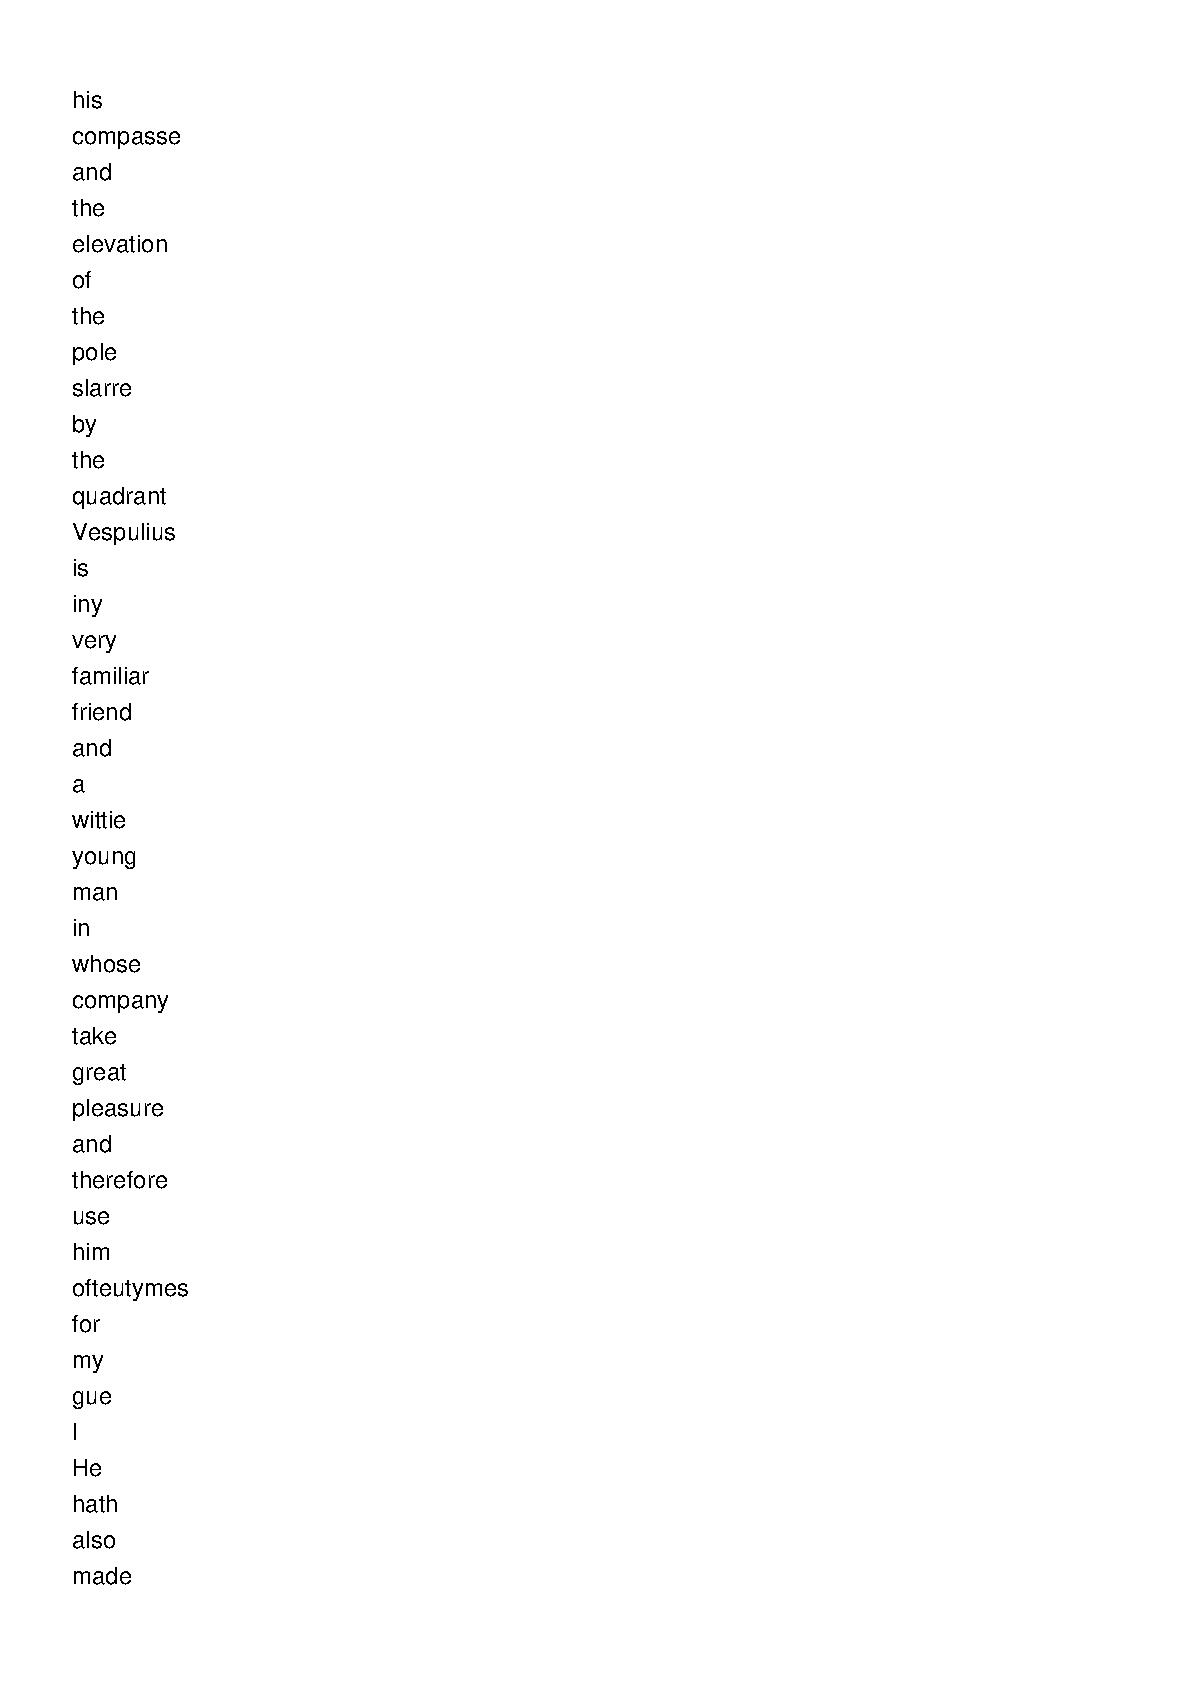 his
compasse
and
the
elevation
of
the
pole
slarre
by
the
quadrant
Vespulius
is
iny
very
familiar
friend
and
a
wittie
young
man
in
whose
company
take
great
pleasure
and
therefore
use
him
ofteutymes
for
my
gue
I
He
hath
also
made